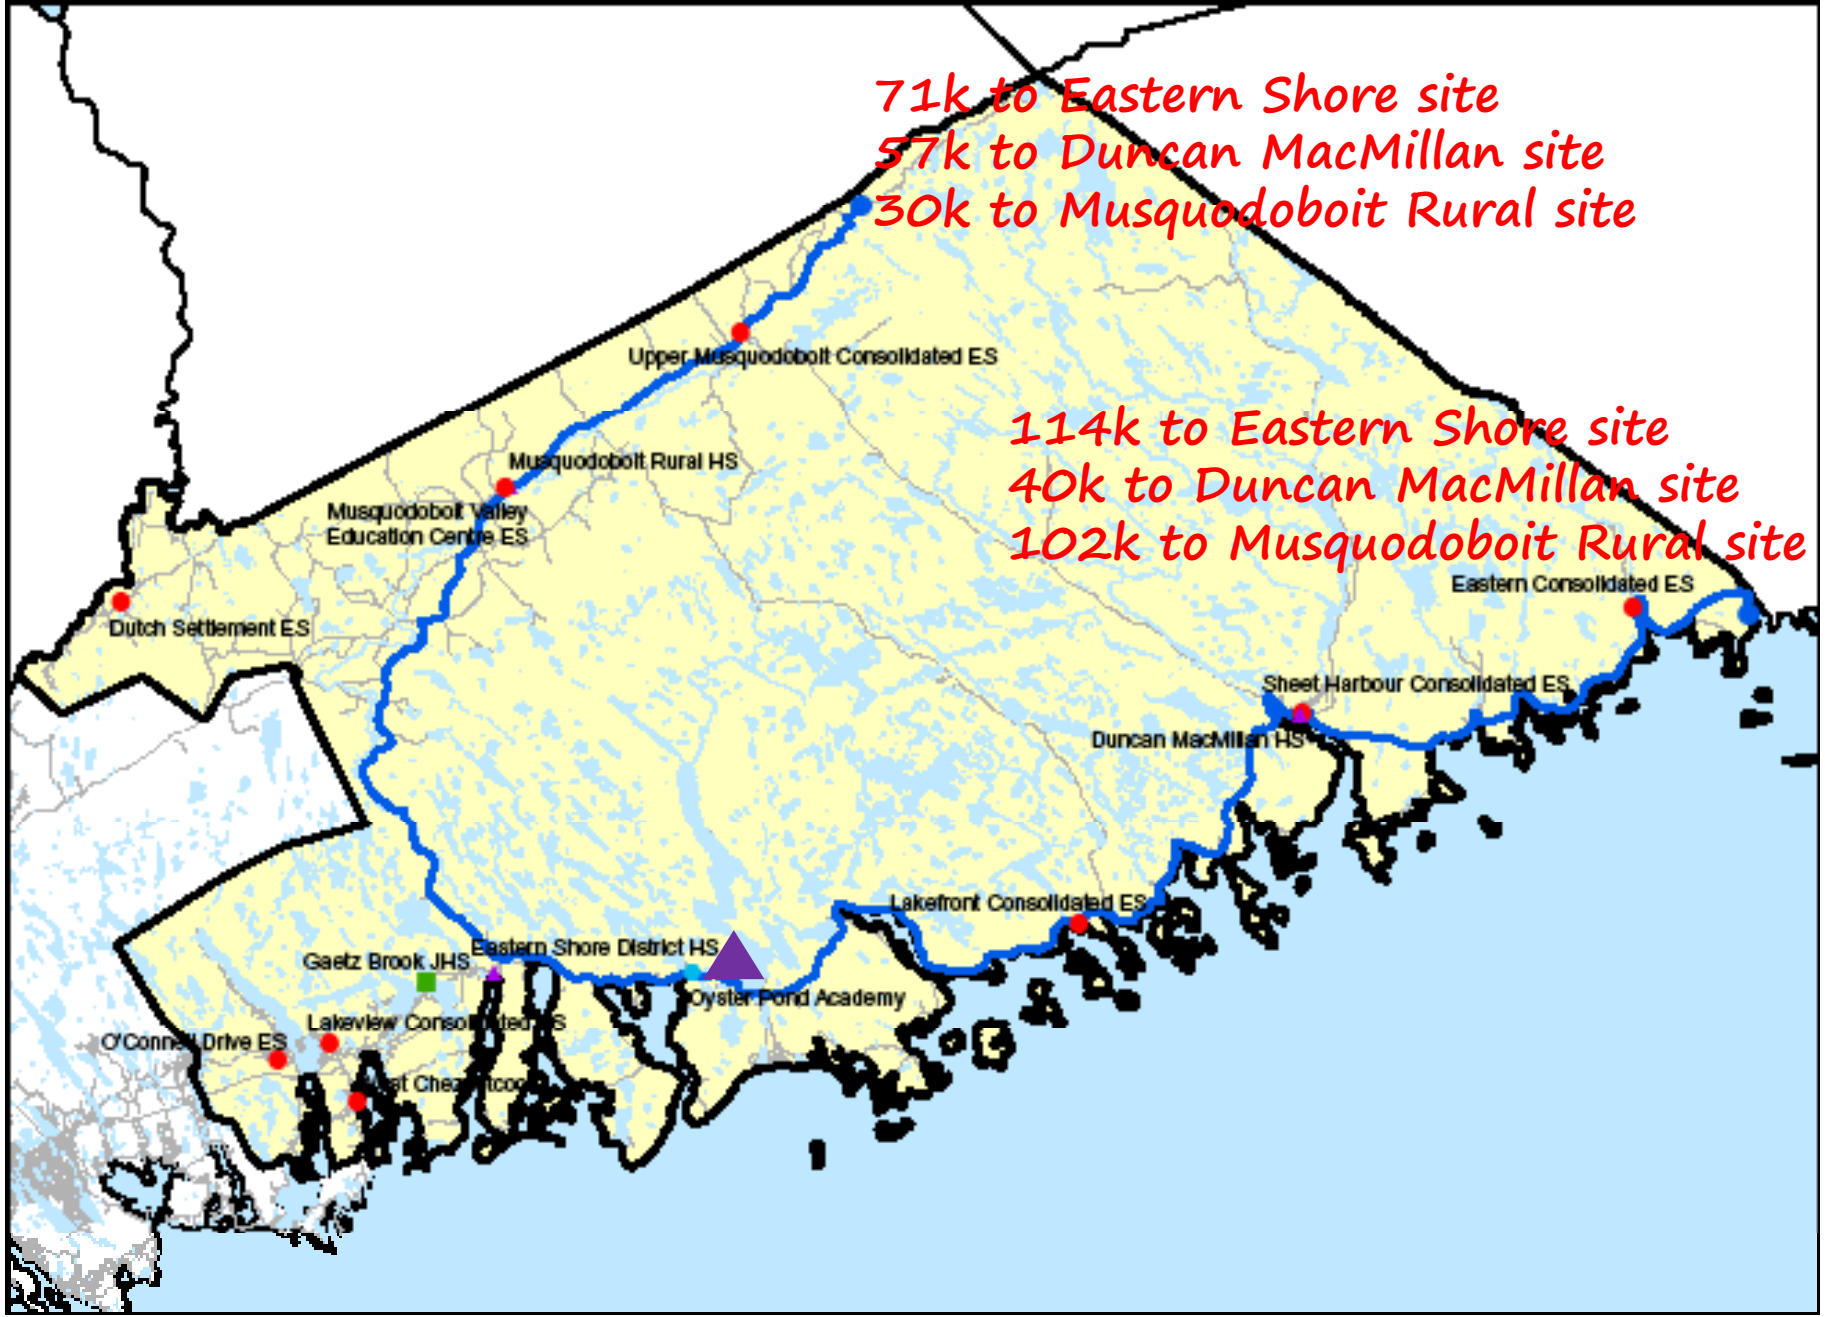 71k to Eastern Shore site
57k to Duncan MacMillan site
30k to Musquodoboit Rural site
Upper Musquodoboit Consolidated ES
114k to Eastern Shore site
Musquodoboit Rural HS
40k to Duncan MacMillan site
Musquodoboit Valley
Education Centre ES
102k to Musquodoboit Rural site
Eastern Consolidated ES
Dutch Settlement ES
Sheet Harbour Consolidated ES
Duncan MacMillan HS
Lakefront Consolidated ES
Eastern Shore District HS
Gaetz Brook JHS
Oyster Pond Academy
Lakeview Consolidated ES
O'Connell Drive ES